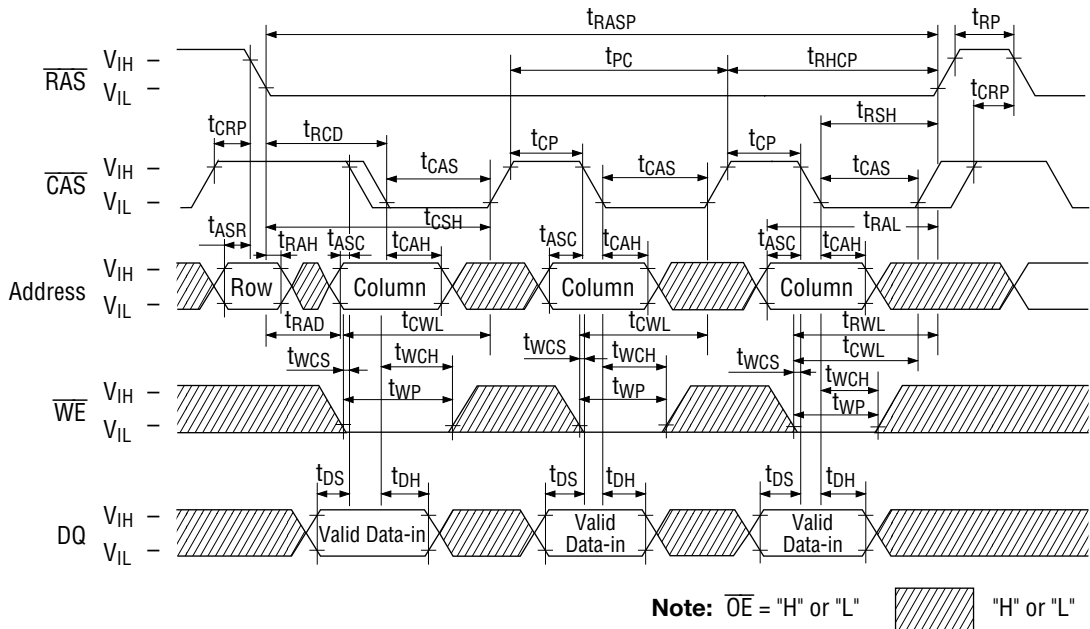 tRASP tRP
VIH –
RAS
VIL –
tPC tRHCP
tCRP tRCD tRSH tCRP
VIH –
CAS
VIL –
tCAS tCP tCAS tCP tCAS
tCSH tRAL
tASR tRAH tASC tCAH tASC tCAH tASC tCAH
VIH –
Address Row Column Column Column
VIL –
tRAD tCWL tCWL tRWL
tCWL
tWCS tWCH tWCS tWCH tWCS tWCH
VIH –
WE tWP tWP tWP
VIL –
tDS tDH tDS tDH tDS tDH
VIH –
DQ Valid Data-in Valid Data-in Valid Data-in
VIL –
Note: OE = "H" or "L" "H" or "L"